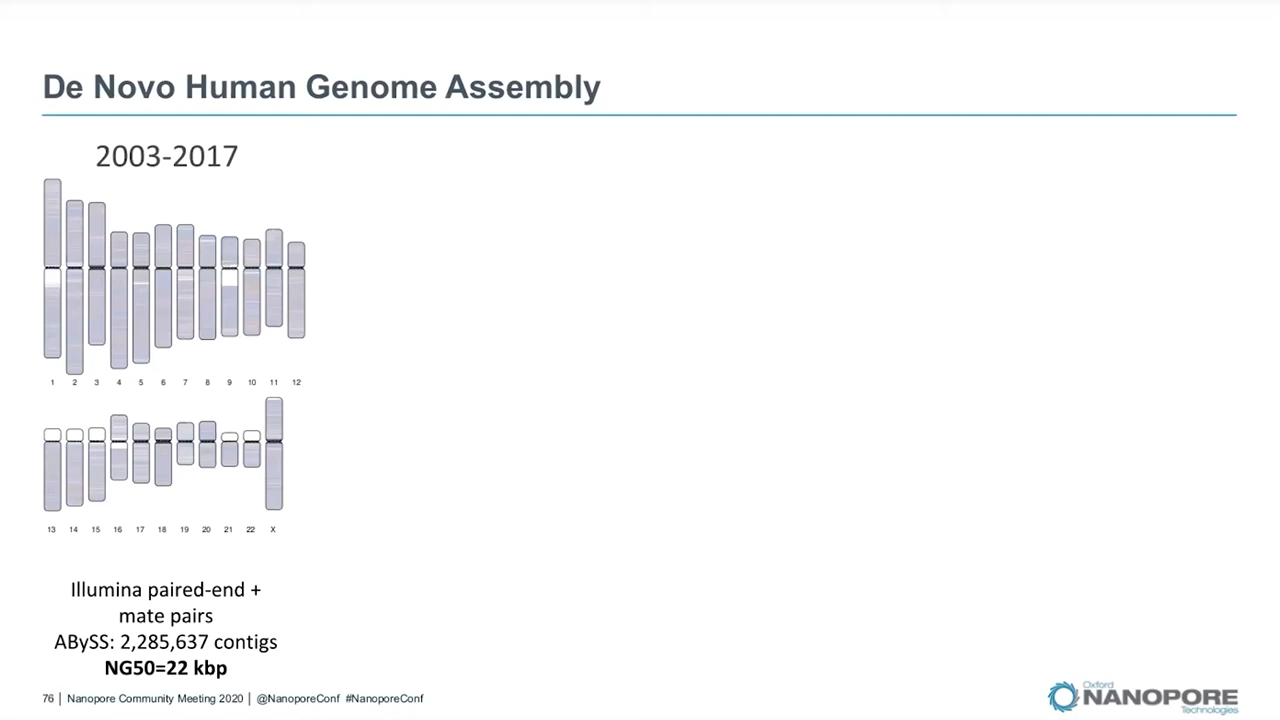 De Novo Human Genome Assembly
2003-2017
1 2 3 4 5 6 7 8 9 10 11 12
13 14 15 16 17 18 19 20 21 22 X
Illumina paired-end +
mate pairs
ABySS: 2,285,637 contigs
NG50=22 kbp
76 | Nanopore Community Meeting 2020 | @NanoporeConf #NanoporeConf
Oxford
NANOPORE
Technologies